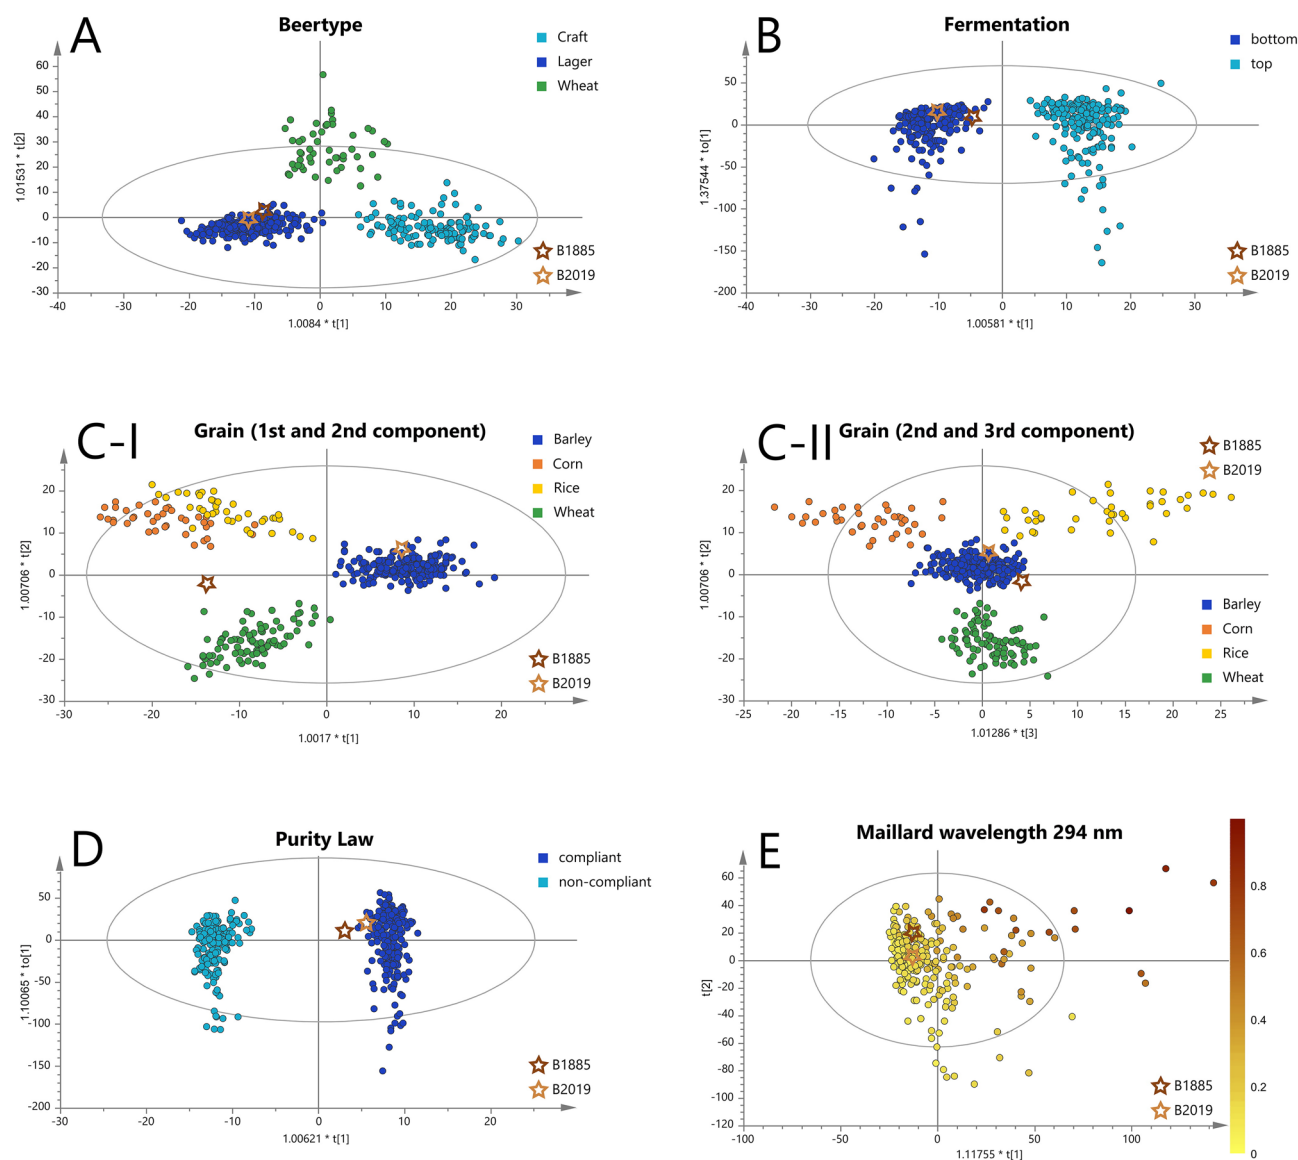 A
Beertype
Craft
Lager
Wheat
60
50
40
30
20
10
0
-10
-20
-30
1.01531 * t[2]
-40
-30
-20
-10
0
10
20
30
1.0084 * t[1]
B1885
B2019
B
Fermentation
bottom
top
50
0
-50
-100
-150
-200
1.37544 * to[1]
-40
-30
-20
-10
0
10
20
30
1.00581 * t[1]
B1885
B2019
C-I
Grain (1st and 2nd component)
Barley
Corn
Rice
Wheat
20
10
0
-10
-20
-30
1.00706 * t[2]
-30
-20
-10
0
10
20
1.0017 * t[1]
B1885
B2019
C-II
Grain (2nd and 3rd component)
B1885
B2019
20
10
0
-10
-20
-30
1.00706 * t[2]
Barley
Corn
Rice
Wheat
-25
-20
-15
-10
-5
0
5
10
15
20
25
1.01286 * t[3]
D
Purity Law
compliant
non-compliant
50
0
-50
-100
-150
-200
1.10065 * to[1]
-30
-20
-10
0
10
20
1.00621 * t[1]
B1885
B2019
E
Maillard wavelength 294 nm
60
40
20
0
-20
-40
-60
-80
-100
-120
t[2]
-100
-50
0
50
100
1.11755 * t[1]
B1885
B2019
0.8
0.6
0.4
0.2
0